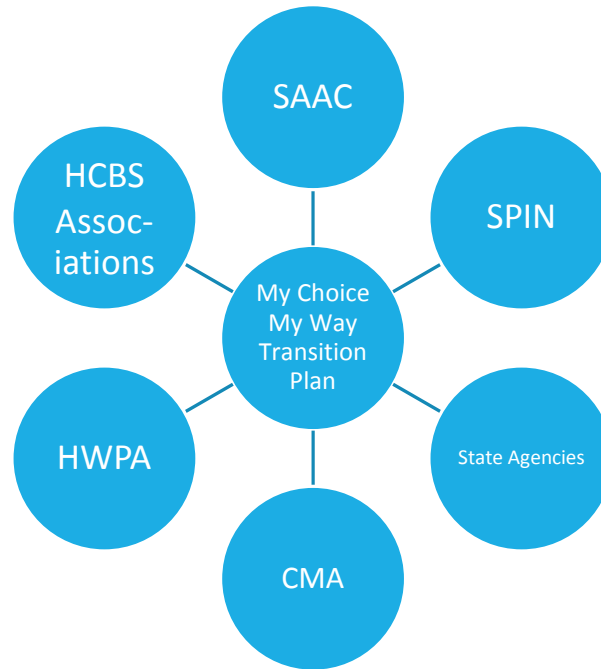 SAAC
HCBS
Assoc-
iations
SPIN
My Choice
My Way
Transition
Plan
HWPA
State Agencies
CMA